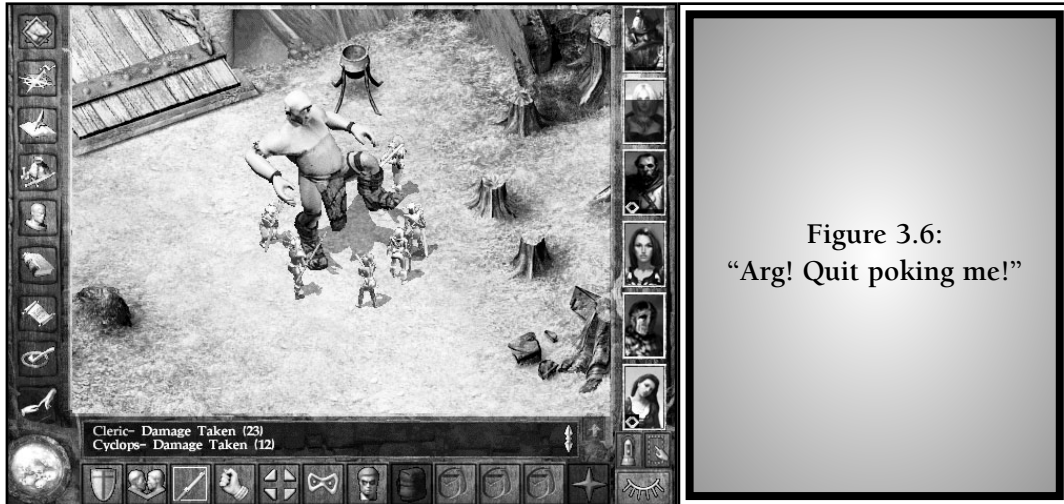 Cleric- Damage Taken (23)
Cyclops- Damage Taken (12)
Figure 3.6:
“Arg! Quit poking me!”